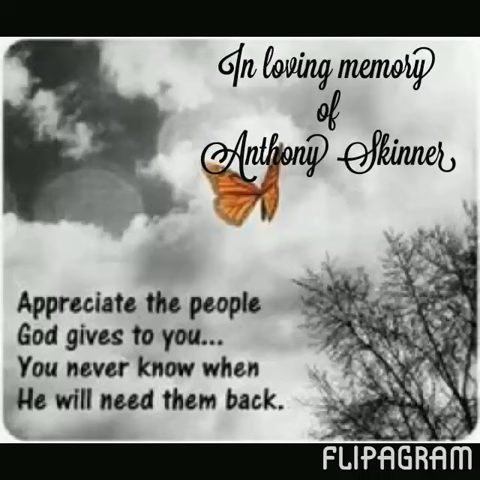 In loving memory
of
Anthony Skinner
Appreciate the people
God gives to you...
You never know when
He will need them back.
FLIPAGRAM